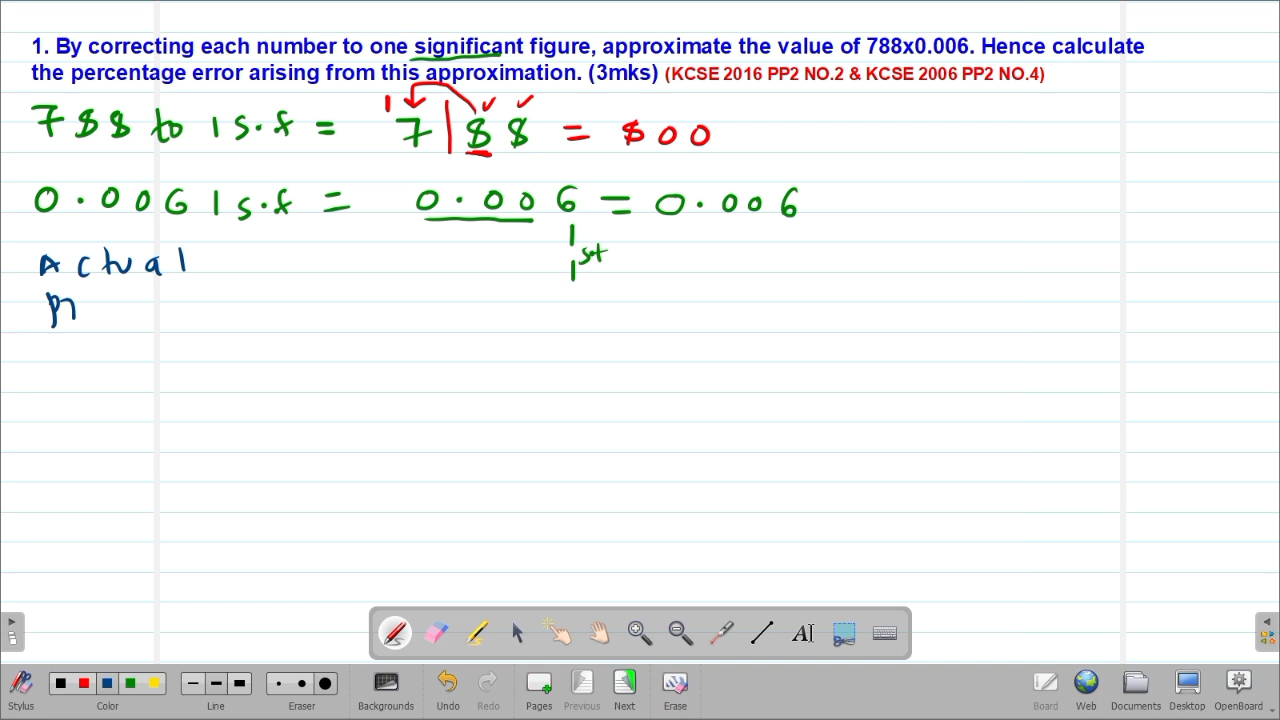 1. By correcting each number to one significant figure, approximate the value of 788x0.006. Hence calculate
the percentage error arising from this approximation. (3mks) (KCSE 2016 PP2 NO.2 & KCSE 2006 PP2 NO.4)
788 to 1 s.f = 1 7|88 = 800
0.006 1 s.f = 0.006 = 0.006
1st
Actual
Stylus Color Line Eraser Backgrounds Undo Redo Pages Previous Next Erase Board Web Documents Desktop OpenBoard